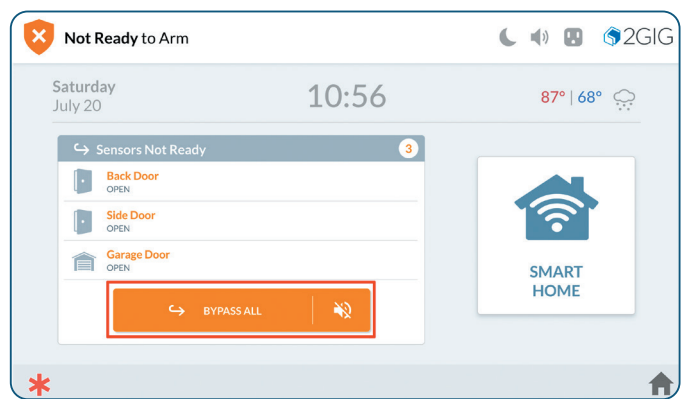 Not Ready to Arm
2GIG
Saturday
July 20
10:56
87° | 68°
Sensors Not Ready
3
Back Door
OPEN
Side Door
OPEN
Garage Door
OPEN
BYPASS ALL
SMART
HOME